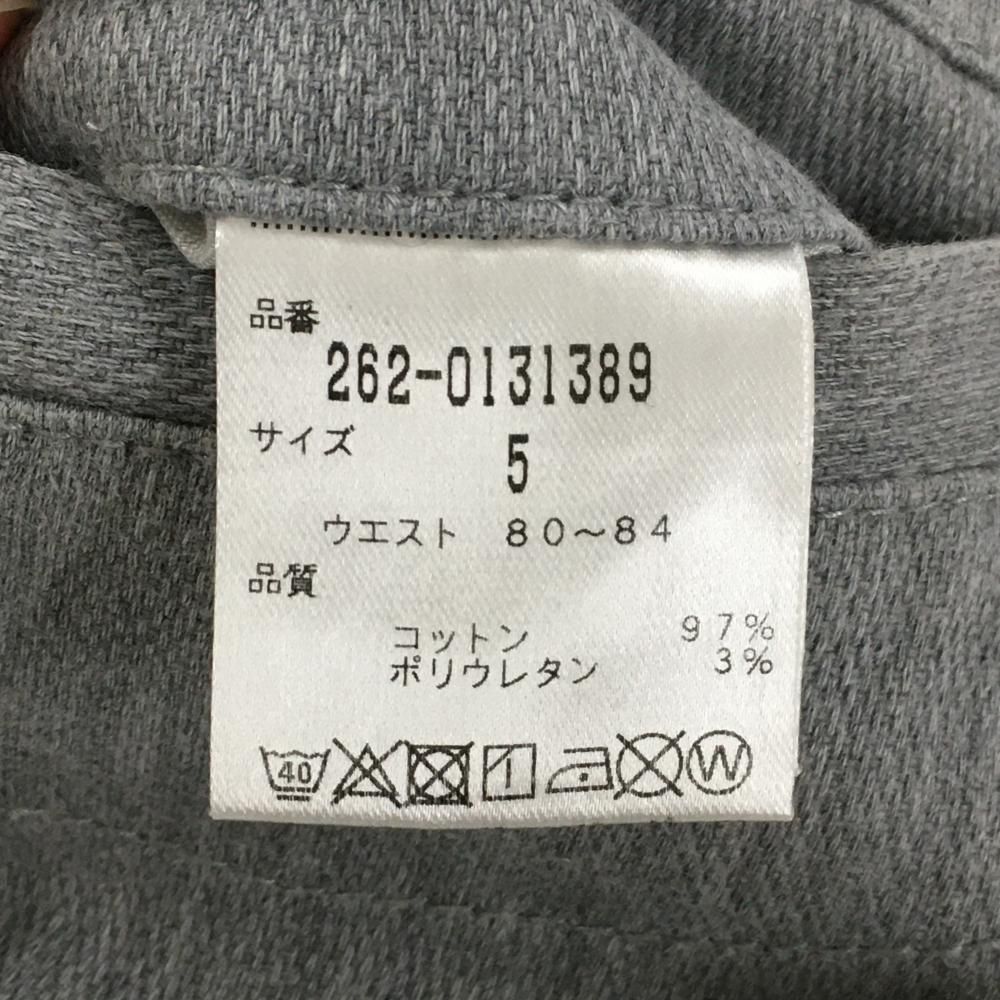 品番
262-0131389
サイズ
5
ウエスト 80~84
品質
コットン 97%
ポリウレタン 3%
40 W